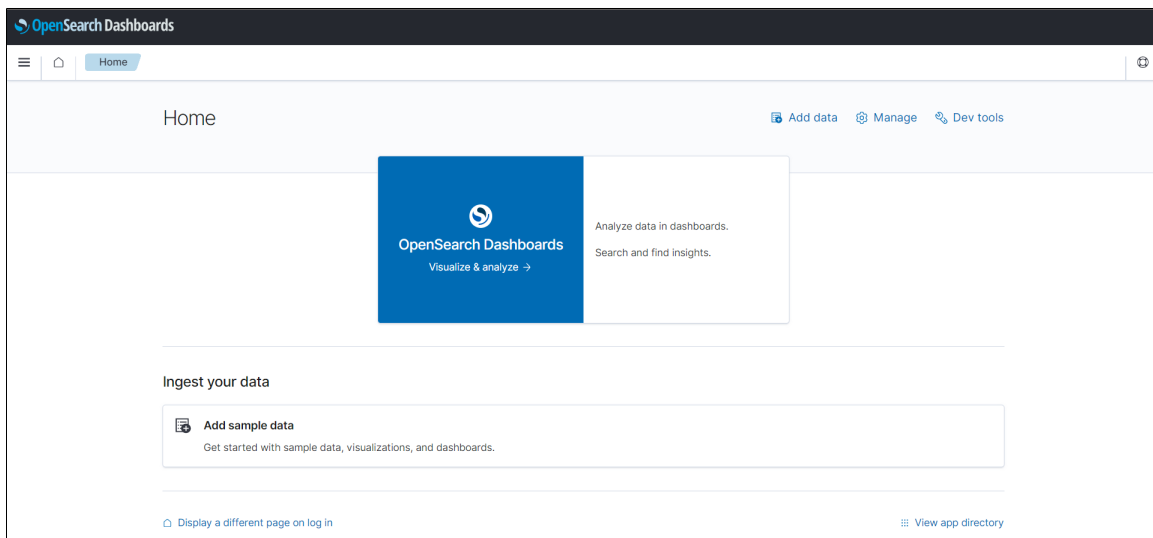 OpenSearch Dashboards
Home
Home
Add data Manage Dev tools
OpenSearch Dashboards
Visualize & analyze →
Analyze data in dashboards.
Search and find insights.
Ingest your data
Add sample data
Get started with sample data, visualizations, and dashboards.
Display a different page on log in
View app directory